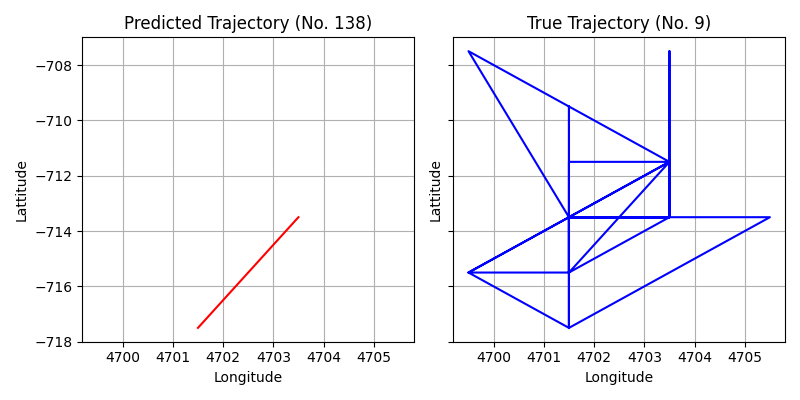 Predicted Trajectory (No. 138)
True Trajectory (No. 9)
Lattitude
−708
−710
−712
−714
−716
−718
4700 4701 4702 4703 4704 4705
Longitude
Lattitude
4700 4701 4702 4703 4704 4705
Longitude